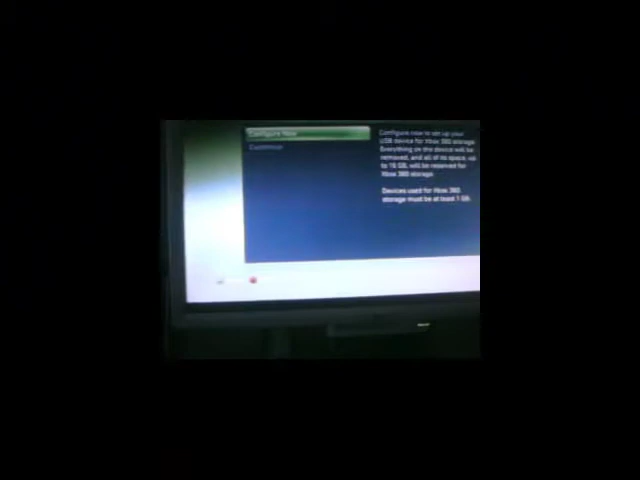 Configure Now
Customize
Configure now to set up your
USB device for Xbox 360 storage.
Everything on the device will be
removed, and all of its space, up
to 16 GB, will be reserved for
Xbox 360 storage.
Devices used for Xbox 360
storage must be at least 1 GB.